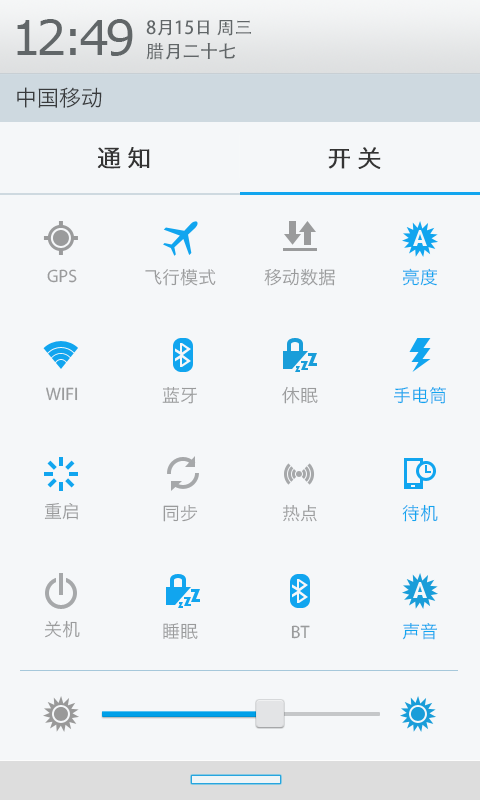 12:49
8月15日 周三
腊月二十七
中国移动
通知
开关
GPS
飞行模式
移动数据
亮度
WIFI
蓝牙
休眠
手电筒
重启
同步
热点
待机
关机
睡眠
BT
声音